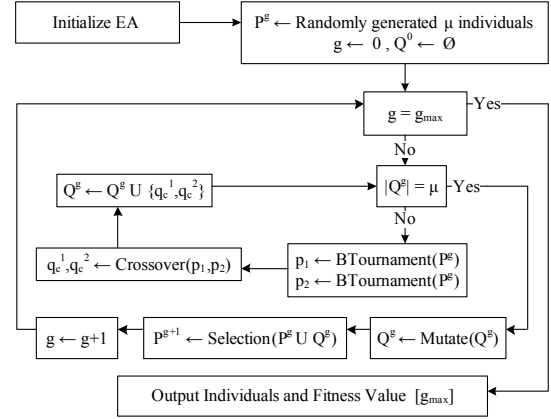 Initialize EA
P^g ← Randomly generated μ individuals
g ← 0 , Q^0 ← Ø
g = g_max
Yes
No
Q^g ← Q^g U {q_c^1,q_c^2}
|Q^g| = μ
Yes
No
q_c^1,q_c^2 ← Crossover(p_1,p_2)
p_1 ← BTournament(P^g)
p_2 ← BTournament(P^g)
g ← g+1
P^g+1 ← Selection(P^g U Q^g)
Q^g ← Mutate(Q^g)
Output Individuals and Fitness Value [g_max]